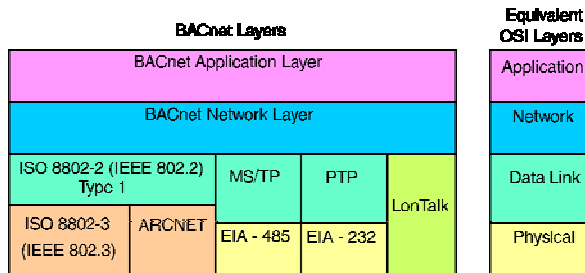 BACnet Layers
Equivalent
OSI Layers
BACnet Application Layer
Application
BACnet Network Layer
Network
ISO 8802-2 (IEEE 802.2)
Type 1
MS/TP
PTP
LonTalk
Data Link
ISO 8802-3
(IEEE 802.3)
ARCNET
EIA - 485
EIA - 232
Physical